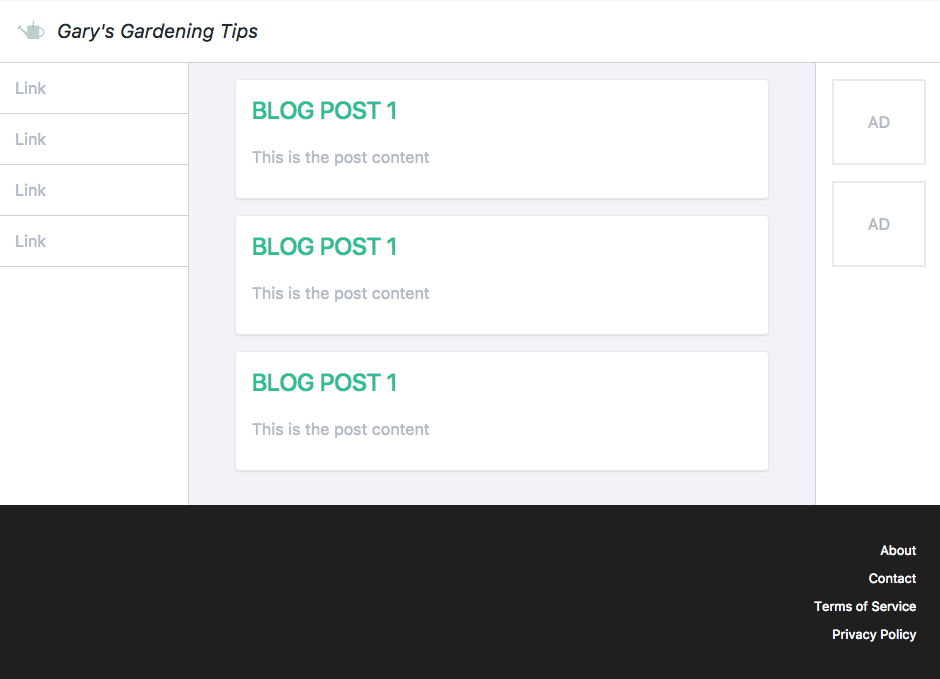 Gary's Gardening Tips
Link
Link
Link
Link
BLOG POST 1
This is the post content
BLOG POST 1
This is the post content
BLOG POST 1
This is the post content
AD
AD
About
Contact
Terms of Service
Privacy Policy